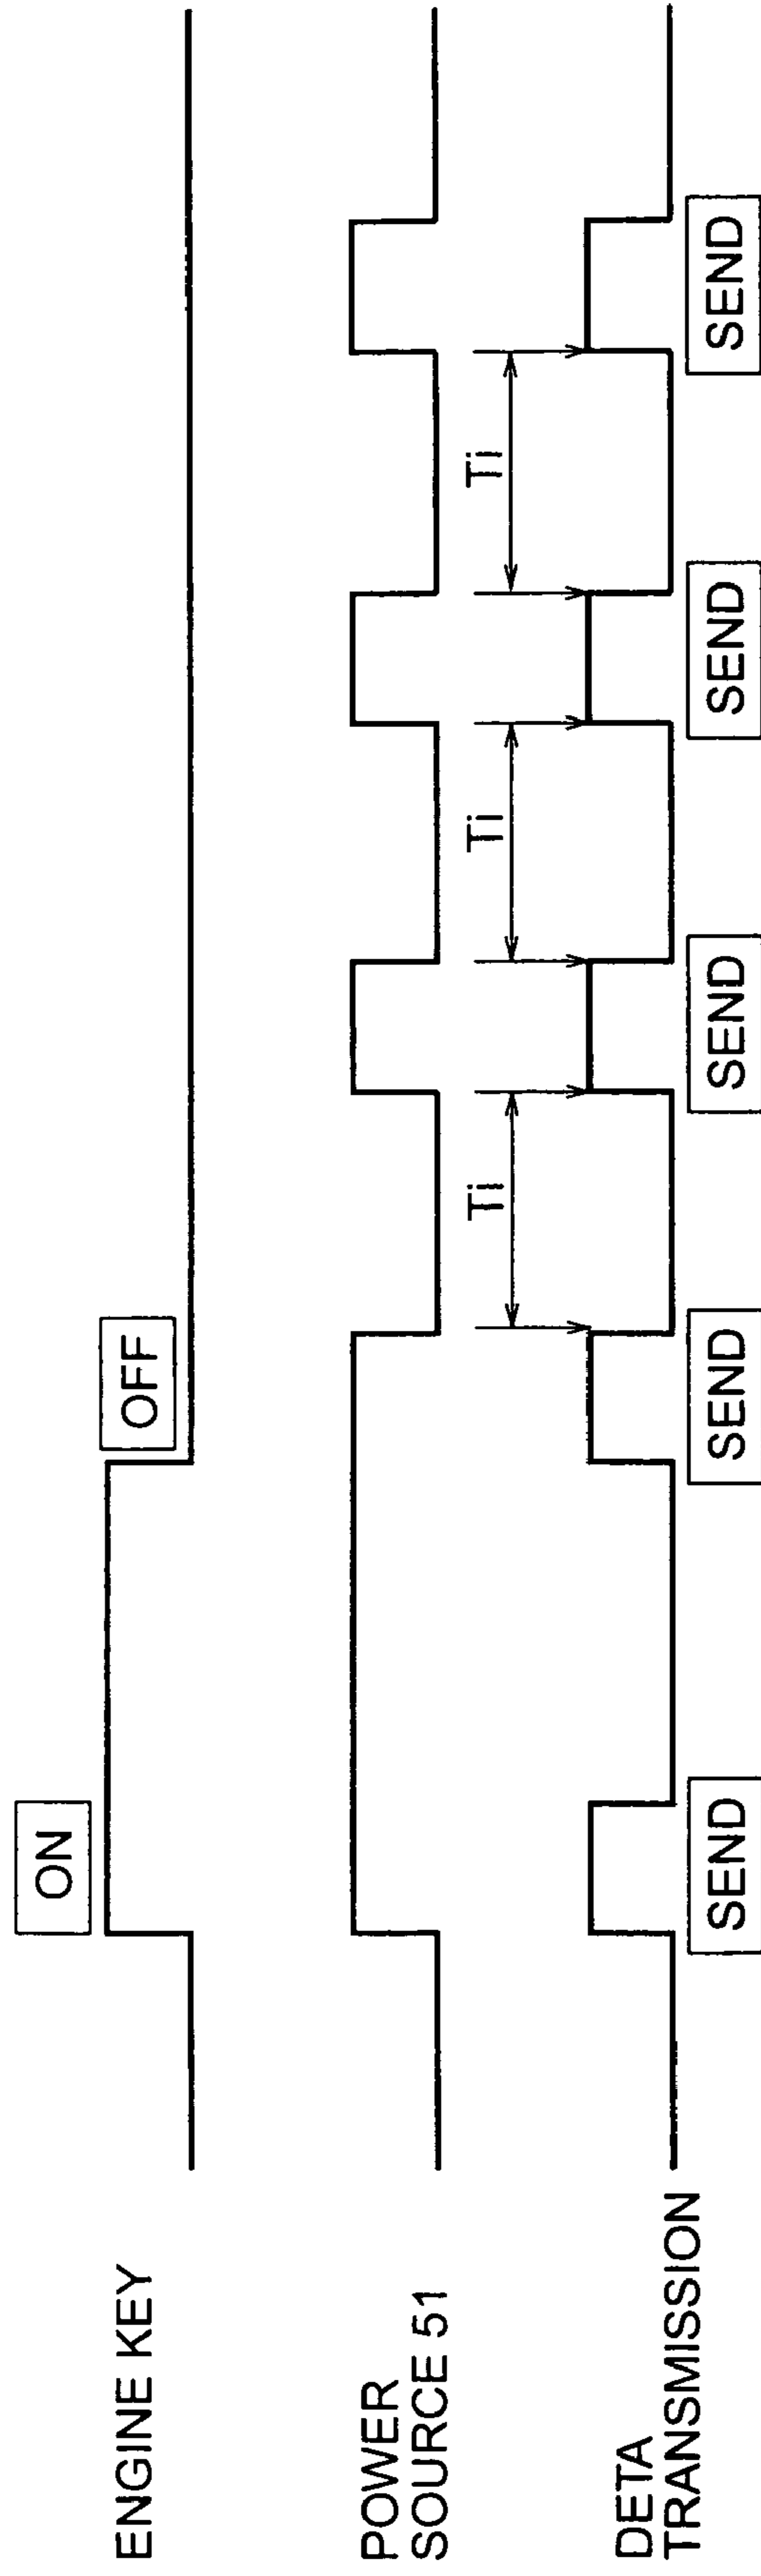 ENGINE KEY
ON
OFF
POWER
SOURCE 51
Ti
Ti
Ti
DETA
TRANSMISSION
SEND
SEND
SEND
SEND
SEND